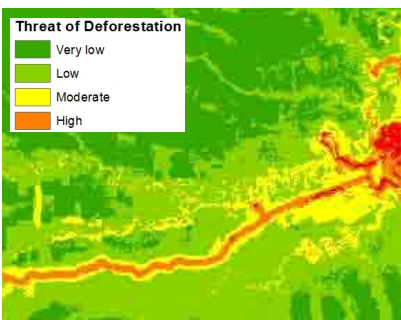 Threat of Deforestation
Very low
Low
Moderate
High